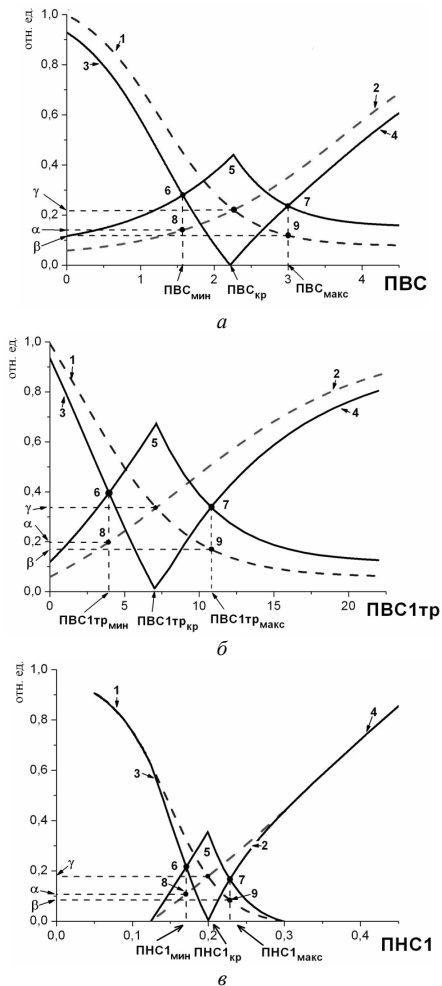 отн. ед.
1,0
0,8
0,6
0,4
0,2
0,0
γ
α
β
1
3
2
4
5
6
7
8
9
0
1
2
3
4
ПВСмин
ПВСкр
ПВСмакс
ПВС
а
отн. ед.
1,0
0,8
0,6
0,4
0,2
0,0
γ
α
β
1
3
2
4
5
6
7
8
9
0
5
10
15
20
ПВС1трмин
ПВС1тркр
ПВС1трмакс
ПВС1тр
б
отн. ед.
1,0
0,8
0,6
0,4
0,2
0,0
γ
α
β
1
3
4
2
5
6
7
8
9
0,0
0,1
0,2
0,3
0,4
ПНС1мин
ПНС1кр
ПНС1макс
ПНС1
в